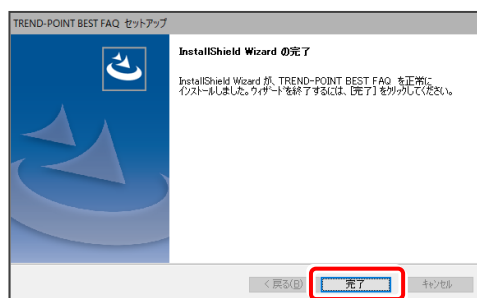 TREND-POINT BEST FAQ セットアップ
InstallShield Wizard の完了
InstallShield Wizard が、TREND-POINT BEST FAQ を正常に
インストールしました。ウィザードを終了するには、[完了] をクリックしてください。
< 戻る(B) 完了 キャンセル